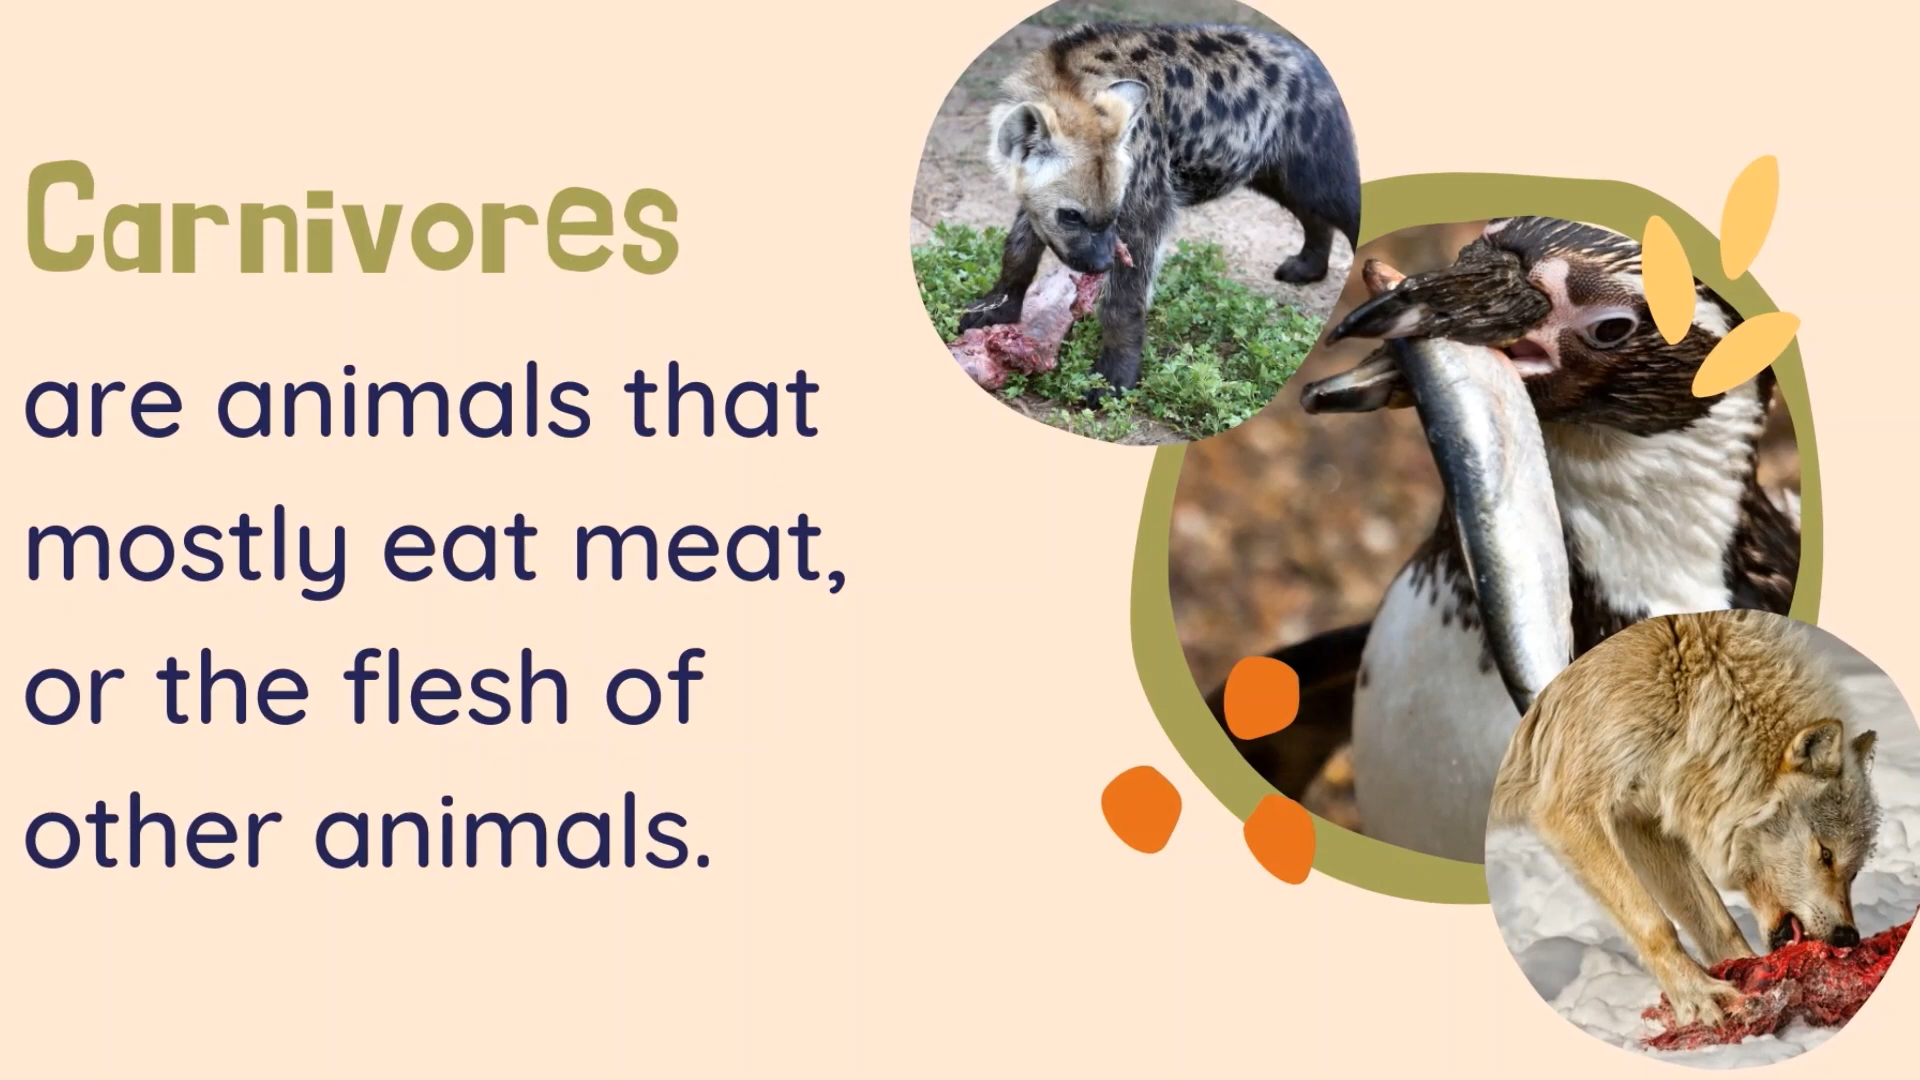 Carnivores
are animals that
mostly eat meat,
or the flesh of
other animals.